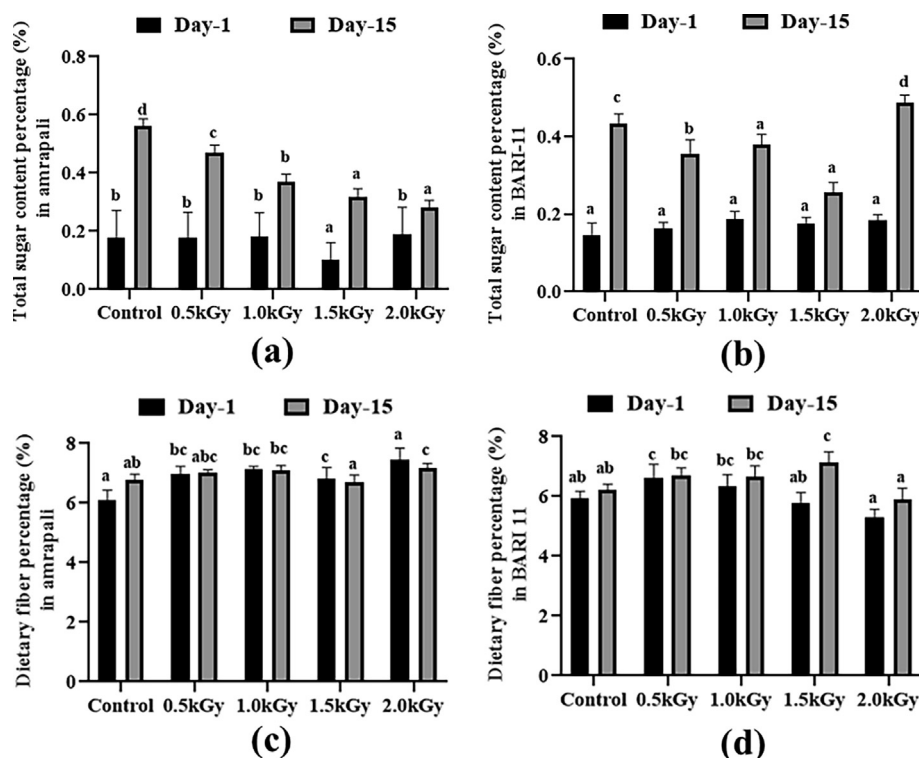 Day-1 Day-15
Total sugar content percentage (%)
in amrapali
0.8
0.6
0.4
0.2
0.0
b d b c b b a a b a
Control 0.5kGy 1.0kGy 1.5kGy 2.0kGy
(a)
Day-1 Day-15
Total sugar content percentage (%)
in BARI-11
0.6
0.4
0.2
0.0
a c a b a a a a a d
Control 0.5kGy 1.0kGy 1.5kGy 2.0kGy
(b)
Day-1 Day-15
Dietary fiber percentage (%)
in amrapali
8
6
4
2
0
a ab bc abc bc bc c a a c
Control 0.5kGy 1.0kGy 1.5kGy 2.0kGy
(c)
Day-1 Day-15
Dietary fiber percentage (%)
in BARI 11
8
6
4
2
0
ab ab c bc bc bc ab c a a
Control 0.5kGy 1.0kGy 1.5kGy 2.0kGy
(d)